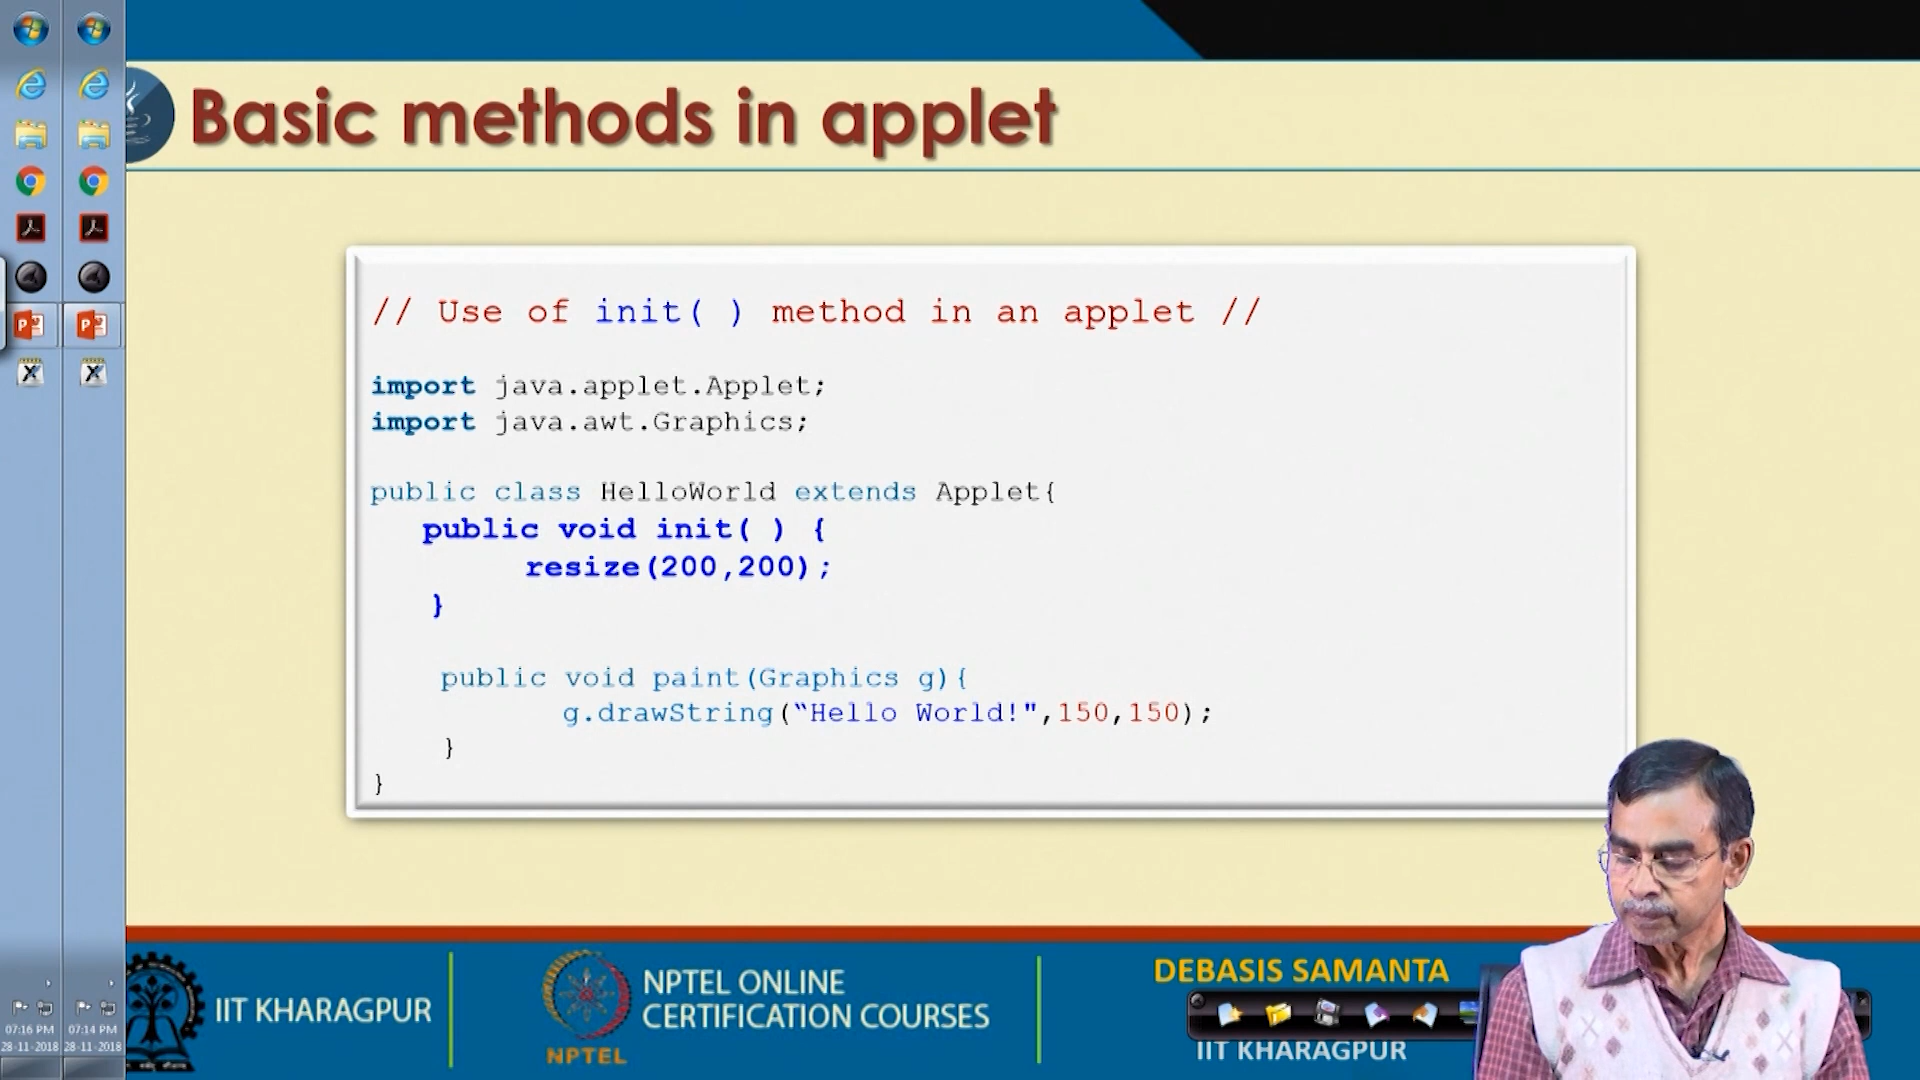 Basic methods in applet
// Use of init( ) method in an applet //
import java.applet.Applet;
import java.awt.Graphics;
public class HelloWorld extends Applet{
public void init( ) {
resize(200,200);
}
public void paint(Graphics g){
g.drawString(“Hello World!",150,150);
}
}
07:16 PM
28-11-2018
07:14 PM
28-11-2018
IIT KHARAGPUR
NPTEL
NPTEL ONLINE
CERTIFICATION COURSES
DEBASIS SAMANTA
IIT KHARAGPUR